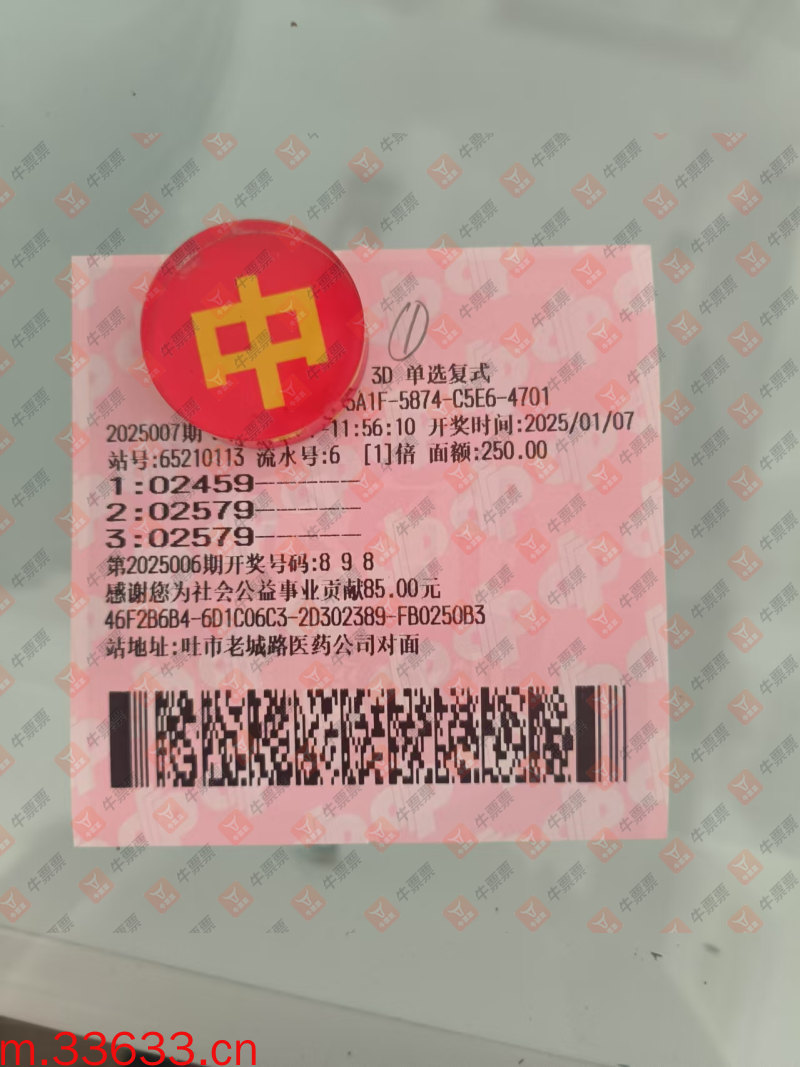 中
①
3D 单选复式
5A1F-5874-C5E6-4701
2025007期 11:56:10 开奖时间:2025/01/07
站号:65210113 流水号:6 [1]倍 面额:250.00
1:02459------
2:02579------
3:02579------
第2025006期开奖号码:8 9 8
感谢您为社会公益事业贡献85.00元
46F2B6B4-6D1C06C3-2D302389-FB0250B3
站地址:吐市老城路医药公司对面
牛票票
m.33633.cn